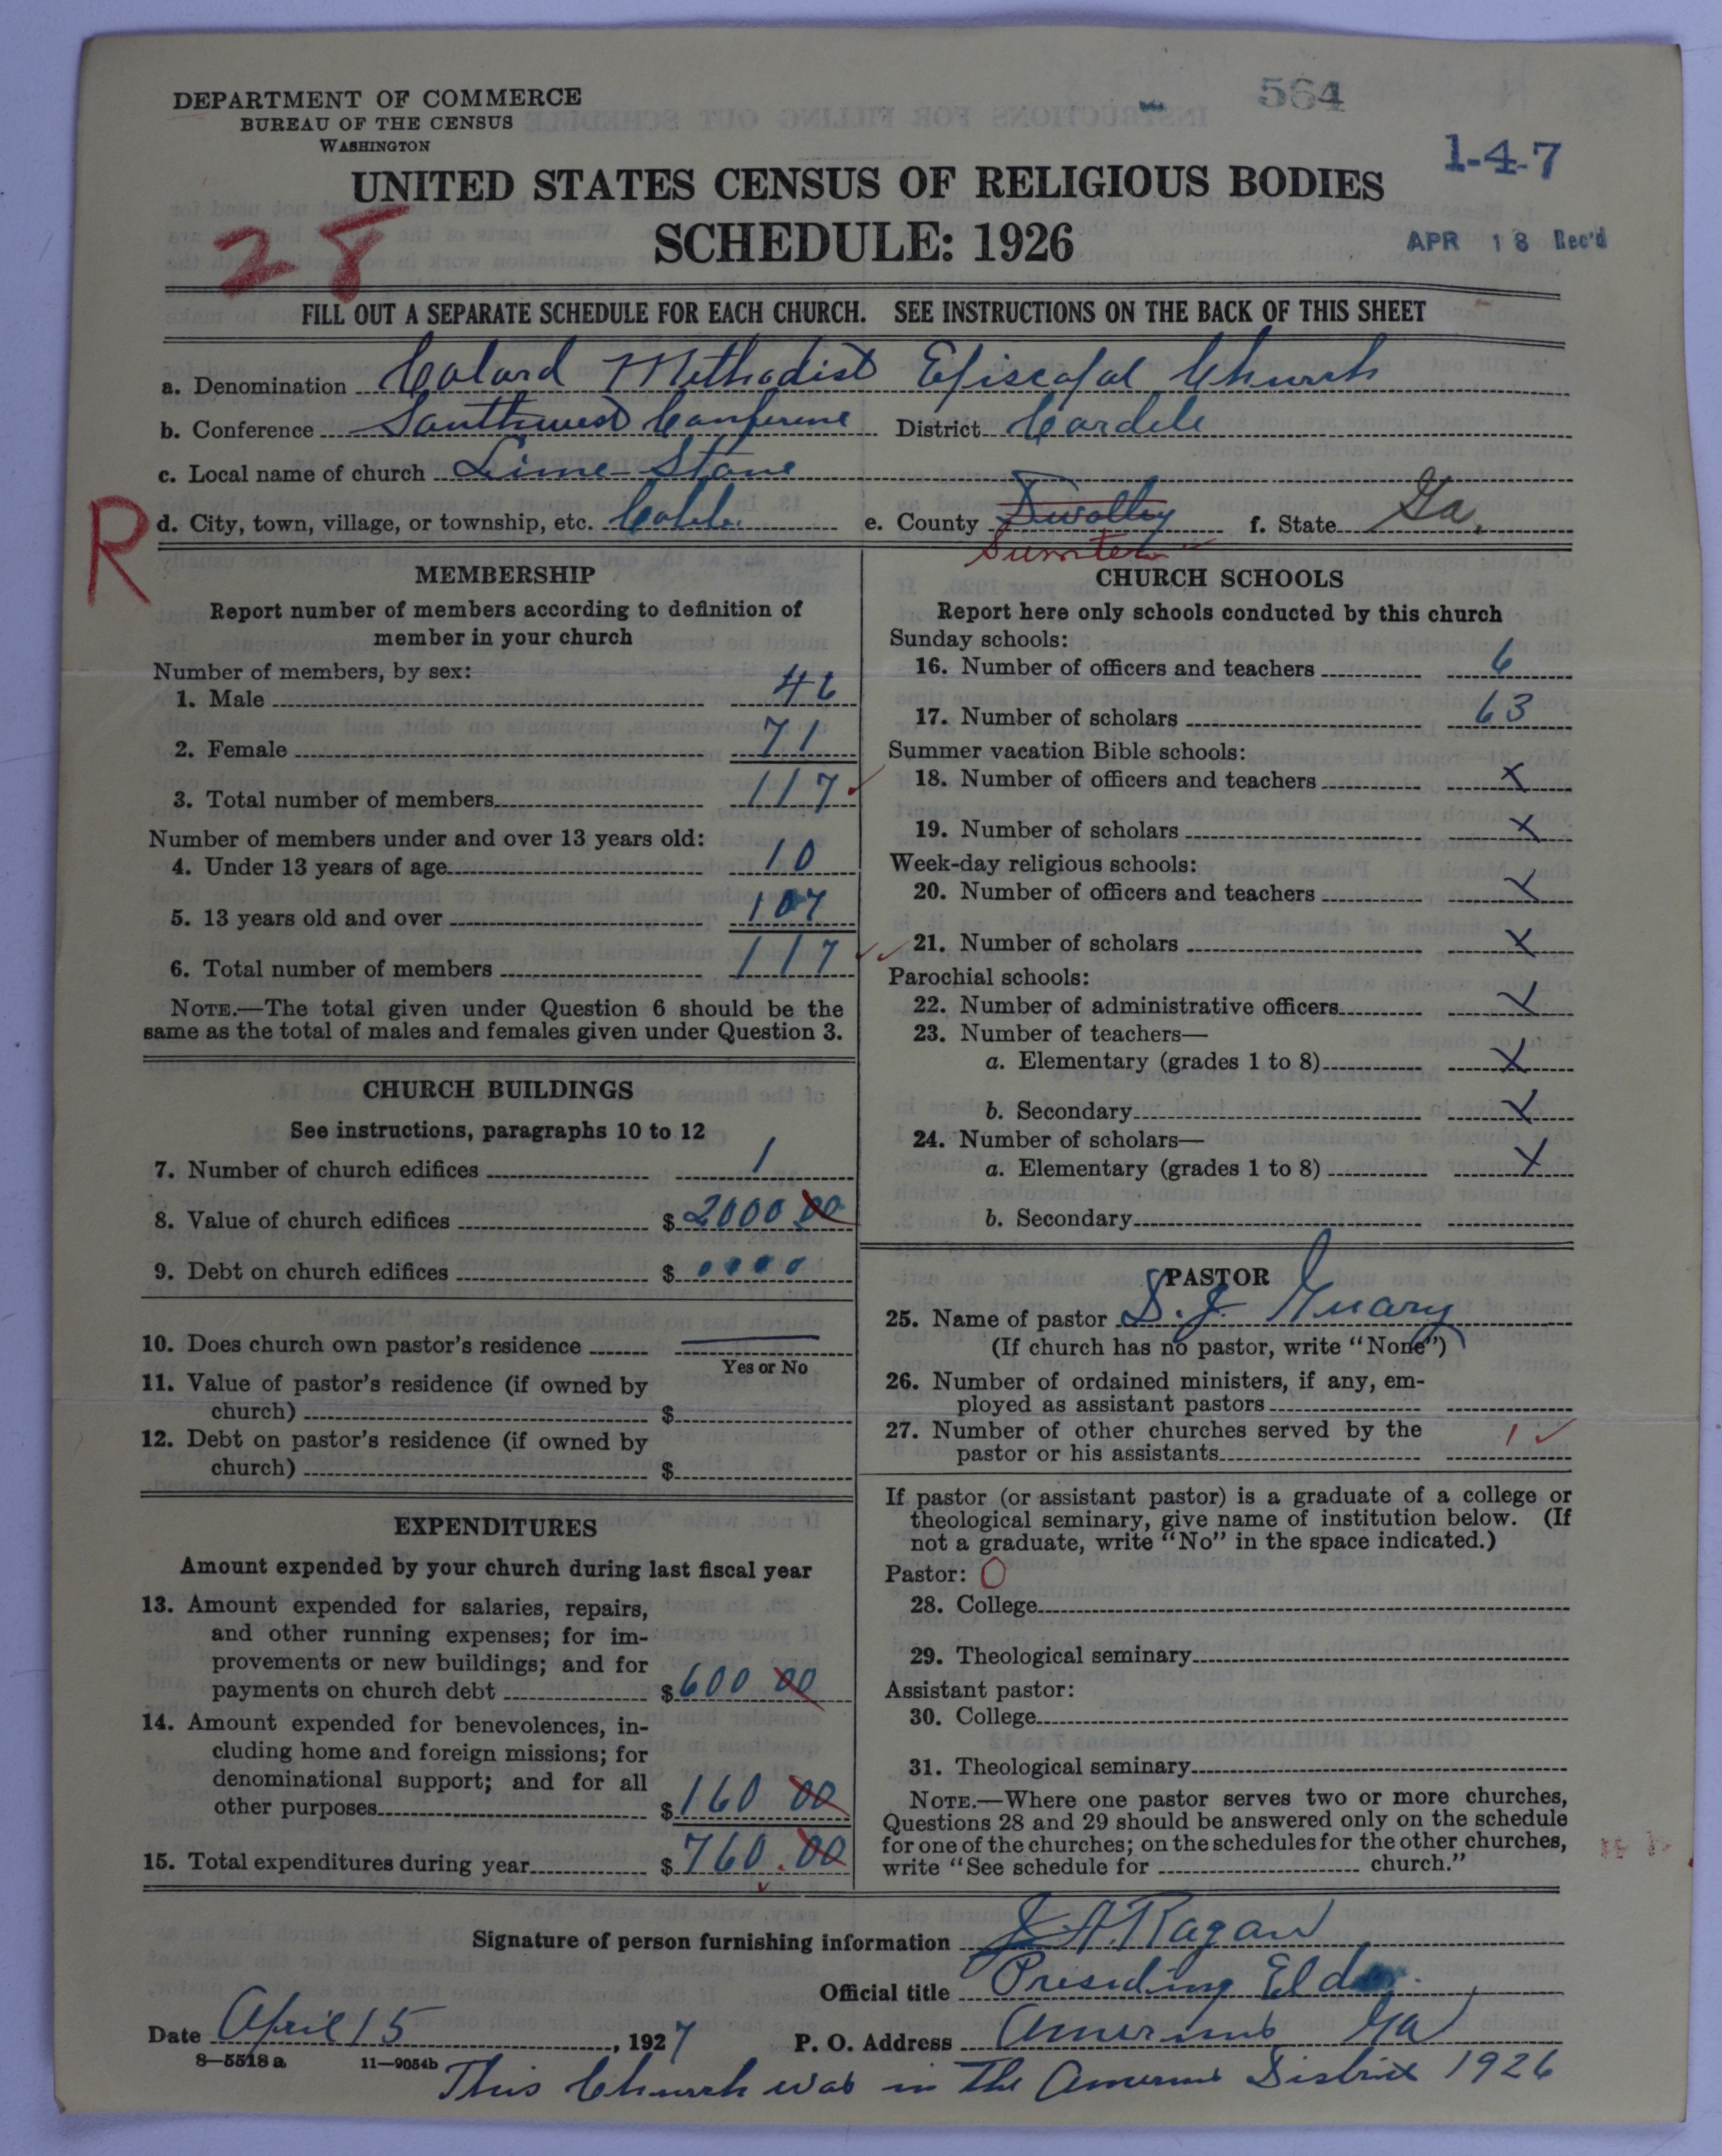 DEPARTMENT OF COMMERCE
BUREAU OF THE CENSUS
WASHINGTON
564
1-4-7
UNITED STATES CENSUS OF RELIGIOUS BODIES
SCHEDULE: 1926
28
APR 18 Rec'd
FILL OUT A SEPARATE SCHEDULE FOR EACH CHURCH. SEE INSTRUCTIONS ON THE BACK OF THIS SHEET
a. Denomination Colard Methodist Episcopal Church
b. Conference Southwest Conference District Cordele
c. Local name of church Lime-Stone
R
d. City, town, village, or township, etc. Cobb. e. County f. State Ga.
Sumter
MEMBERSHIP
Report number of members according to definition of
member in your church
Number of members, by sex:
1. Male 46
2. Female 71
3. Total number of members 117
Number of members under and over 13 years old:
4. Under 13 years of age 10
5. 13 years old and over 107
6. Total number of members 117
NOTE.—The total given under Question 6 should be the
same as the total of males and females given under Question 3.
CHURCH BUILDINGS
See instructions, paragraphs 10 to 12
7. Number of church edifices 1
8. Value of church edifices $2000 00
9. Debt on church edifices $
10. Does church own pastor's residence
Yes or No
11. Value of pastor's residence (if owned by
church) $
12. Debt on pastor's residence (if owned by
church) $
EXPENDITURES
Amount expended by your church during last fiscal year
13. Amount expended for salaries, repairs,
and other running expenses; for im-
provements or new buildings; and for
payments on church debt $600 00
14. Amount expended for benevolences, in-
cluding home and foreign missions; for
denominational support; and for all
other purposes $160 00
15. Total expenditures during year $760.00
CHURCH SCHOOLS
Report here only schools conducted by this church
Sunday schools:
16. Number of officers and teachers 6
17. Number of scholars 63
Summer vacation Bible schools:
18. Number of officers and teachers x
19. Number of scholars x
Week-day religious schools:
20. Number of officers and teachers x
21. Number of scholars x
Parochial schools:
22. Number of administrative officers x
23. Number of teachers—
a. Elementary (grades 1 to 8) x
b. Secondary x
24. Number of scholars—
a. Elementary (grades 1 to 8) x
b. Secondary
PASTOR
25. Name of pastor S. J. Guary
(If church has no pastor, write "None")
26. Number of ordained ministers, if any, em-
ployed as assistant pastors
27. Number of other churches served by the
pastor or his assistants 1
If pastor (or assistant pastor) is a graduate of a college or
theological seminary, give name of institution below. (If
not a graduate, write "No" in the space indicated.)
Pastor: O
28. College
29. Theological seminary
Assistant pastor:
30. College
31. Theological seminary
NOTE.—Where one pastor serves two or more churches,
Questions 28 and 29 should be answered only on the schedule
for one of the churches; on the schedules for the other churches,
write "See schedule for church."
Signature of person furnishing information J. A. Ragan
Official title Presiding Elder.
Date April 15, 1927 P. O. Address Americus Ga
8—5518 a 11—9054b
This Church was in The Americus District 1926